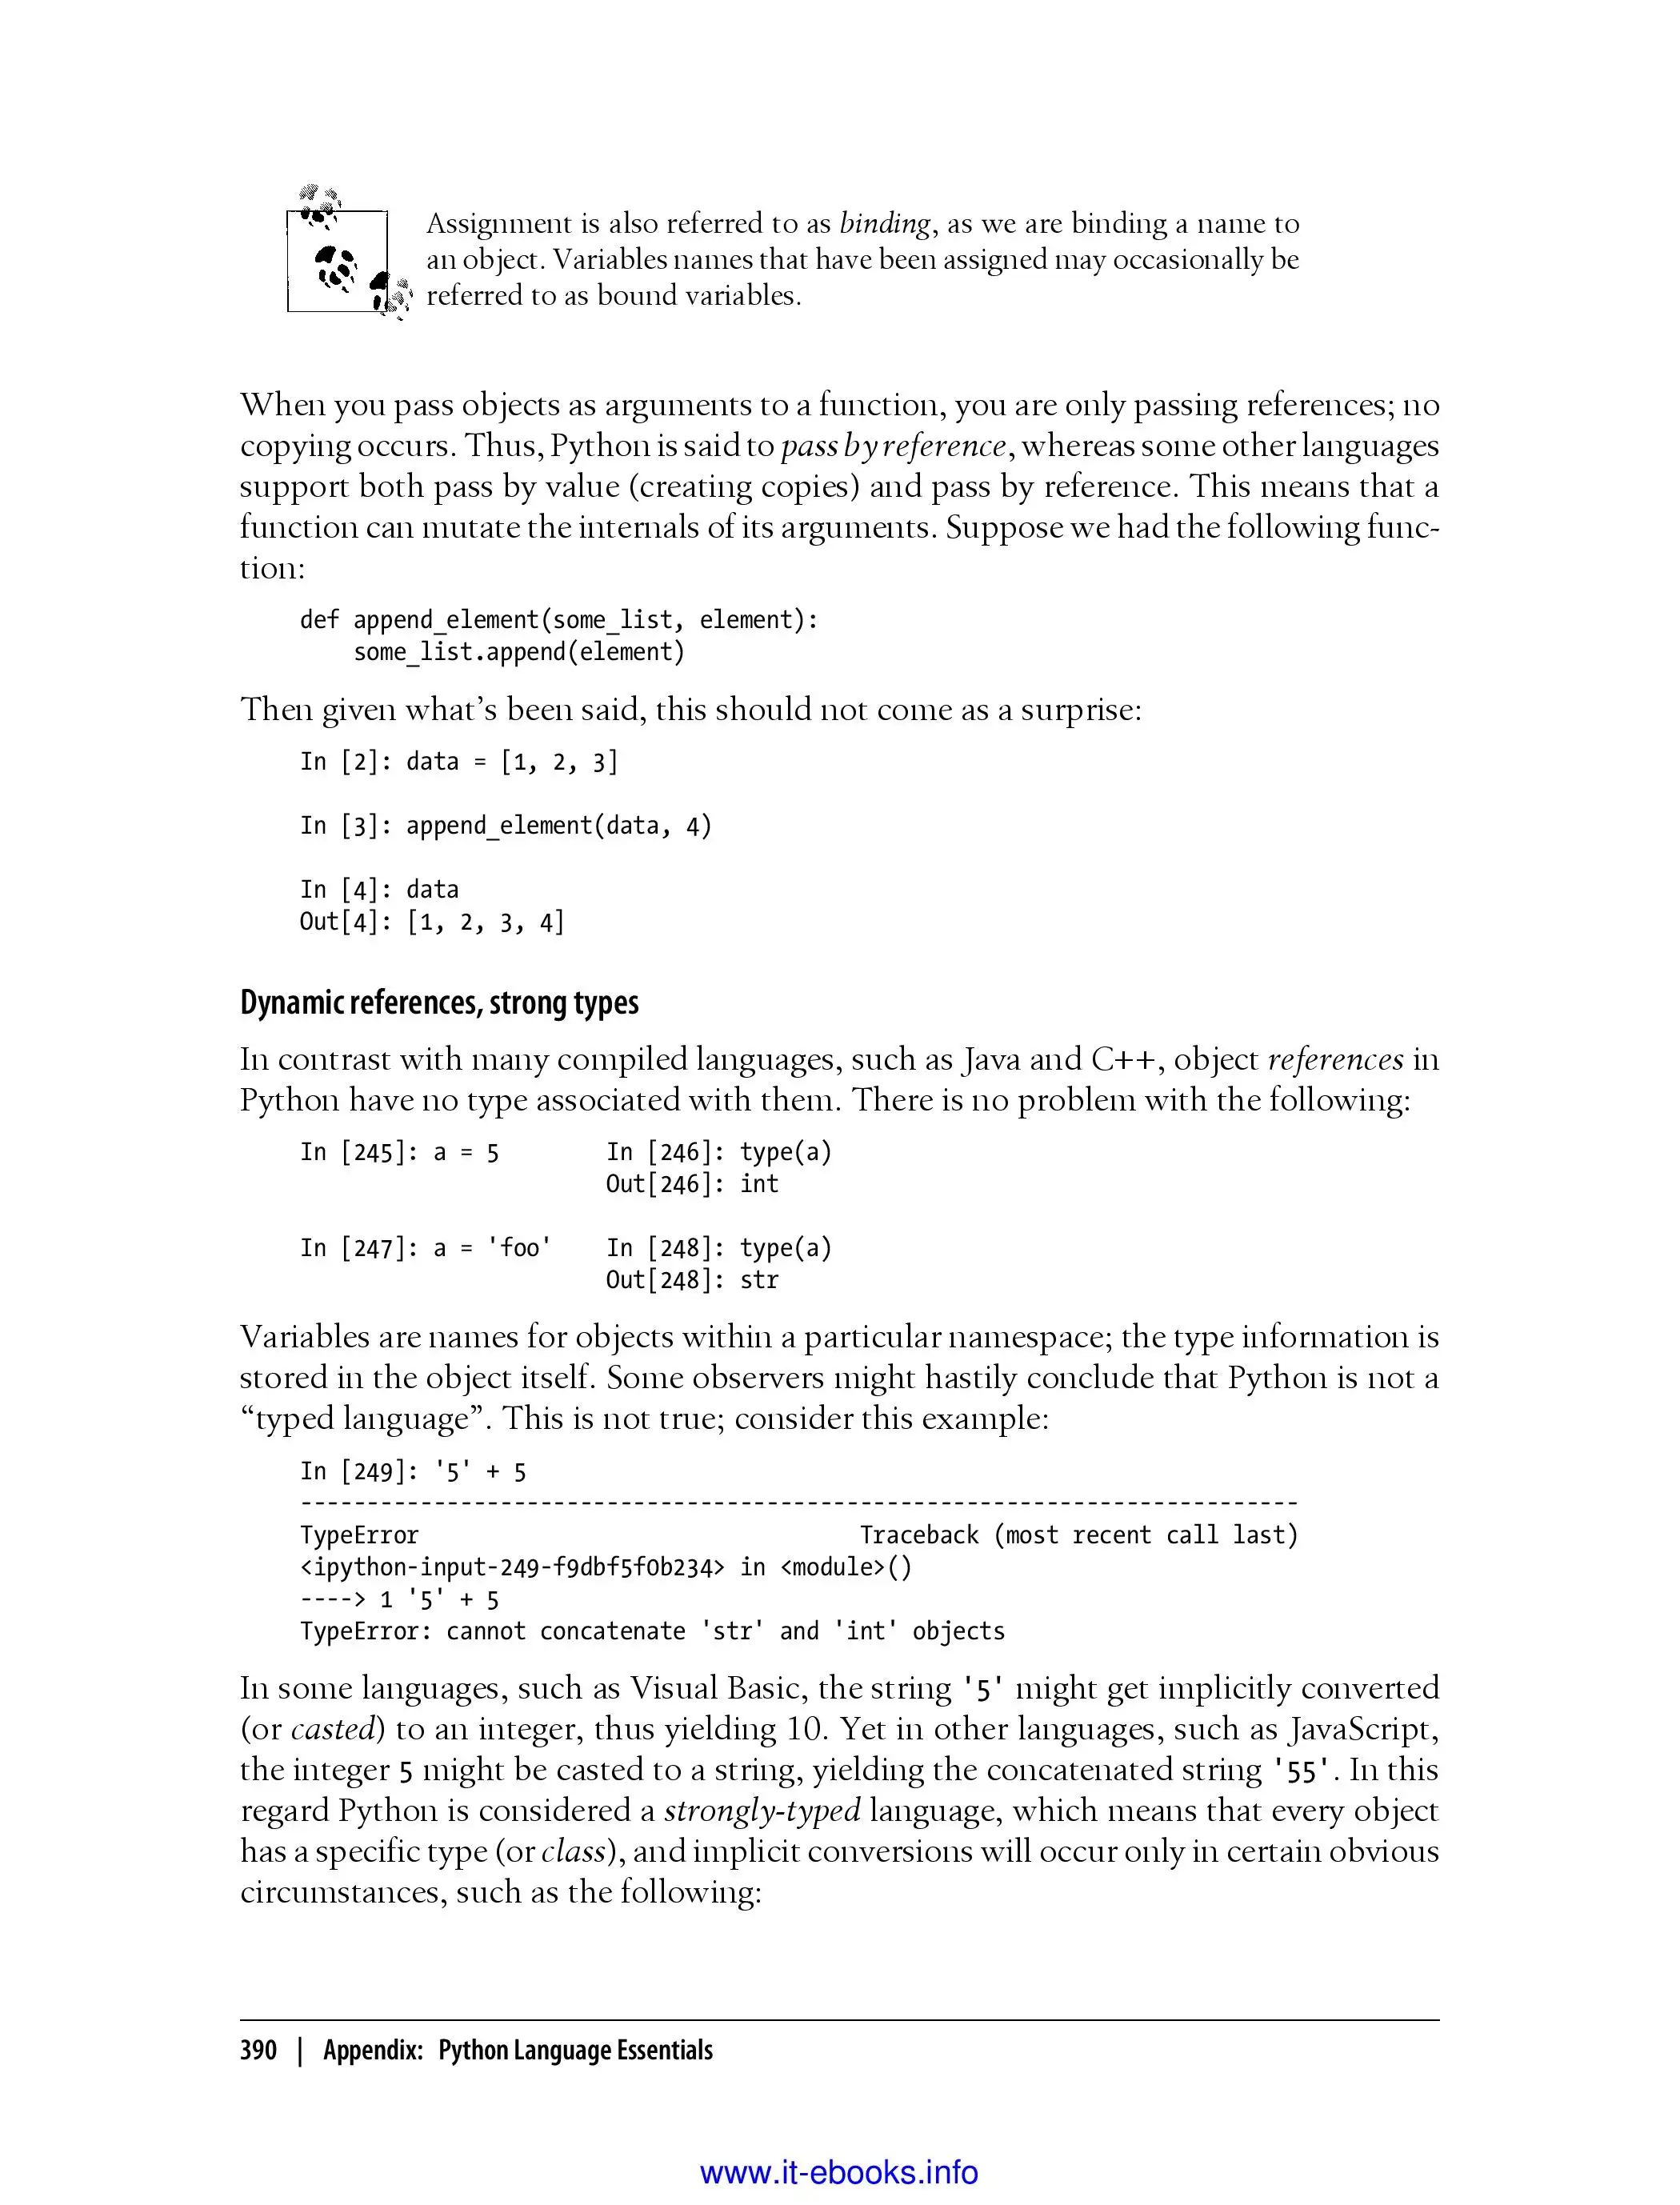 Assignment is also referred to as binding, as we are binding a name to
an object. Variables names that have been assigned may occasionally be
referred to as bound variables.
When you pass objects as arguments to a function, you are only passing references; no
copying occurs. Thus, Python is said to pass by reference, whereas some other languages
support both pass by value (creating copies) and pass by reference. This means that a
function can mutate the internals of its arguments. Suppose we had the following func-
tion:
def append_element(some_list, element):
    some_list.append(element)
Then given what’s been said, this should not come as a surprise:
In [2]: data = [1, 2, 3]
In [3]: append_element(data, 4)
In [4]: data
Out[4]: [1, 2, 3, 4]
Dynamic references, strong types
In contrast with many compiled languages, such as Java and C++, object references in
Python have no type associated with them. There is no problem with the following:
In [245]: a = 5        In [246]: type(a)
                       Out[246]: int
In [247]: a = 'foo'    In [248]: type(a)
                       Out[248]: str
Variables are names for objects within a particular namespace; the type information is
stored in the object itself. Some observers might hastily conclude that Python is not a
“typed language”. This is not true; consider this example:
In [249]: '5' + 5
---------------------------------------------------------------------------
TypeError                                 Traceback (most recent call last)
<ipython-input-249-f9dbf5f0b234> in <module>()
----> 1 '5' + 5
TypeError: cannot concatenate 'str' and 'int' objects
In some languages, such as Visual Basic, the string '5' might get implicitly converted
(or casted) to an integer, thus yielding 10. Yet in other languages, such as JavaScript,
the integer 5 might be casted to a string, yielding the concatenated string '55'. In this
regard Python is considered a strongly-typed language, which means that every object
has a specific type (or class), and implicit conversions will occur only in certain obvious
circumstances, such as the following:
390 | Appendix: Python Language Essentials
www.it-ebooks.info